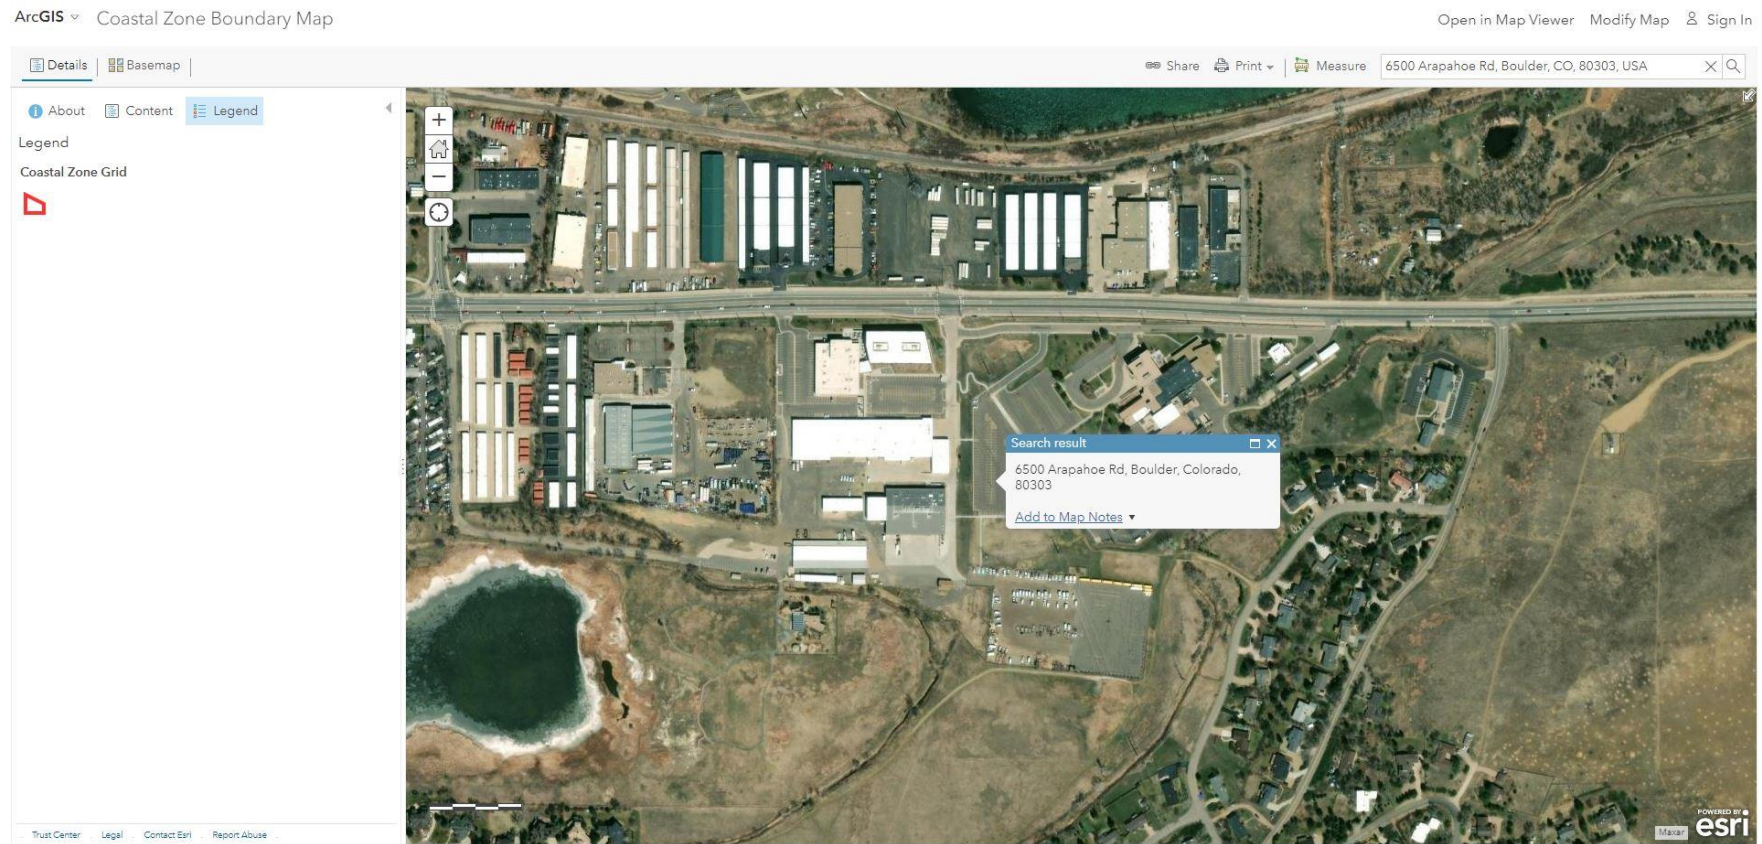 ArcGIS Coastal Zone Boundary Map Open in Map Viewer Modify Map Sign In
Details Basemap Share Print Measure 6500 Arapahoe Rd, Boulder, CO, 80303, USA
About Content Legend
Legend
Coastal Zone Grid
Search result
6500 Arapahoe Rd, Boulder, Colorado,
80303
Add to Map Notes
Trust Center Legal Contact Esri Report Abuse
Maxar
POWERED BY
esri